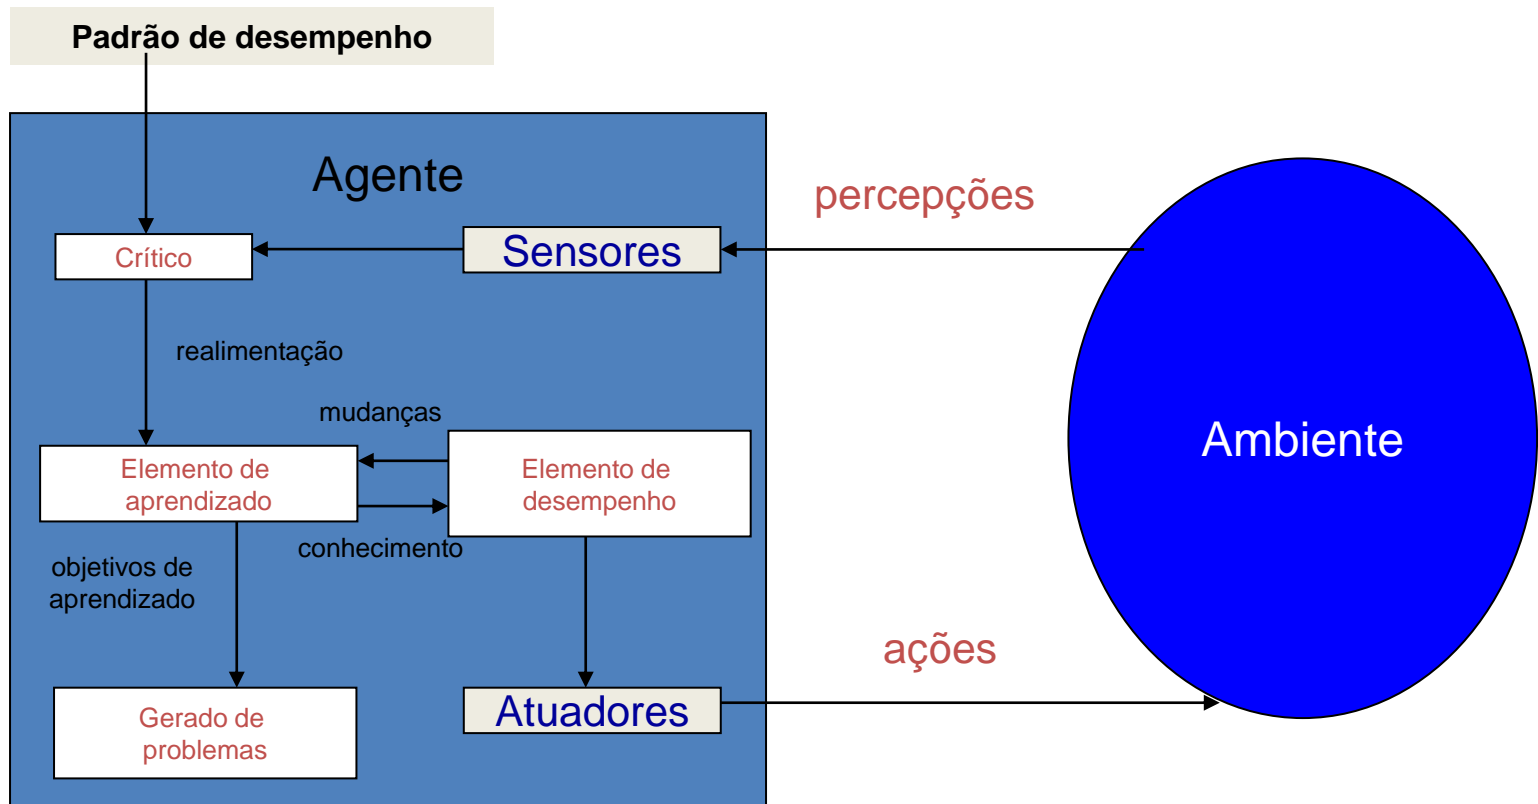 Padrão de desempenho
Agente
percepções
Crítico
Sensores
realimentação
mudanças
Elemento de
aprendizado
Elemento de
desempenho
Ambiente
conhecimento
objetivos de
aprendizado
ações
Gerado de
problemas
Atuadores